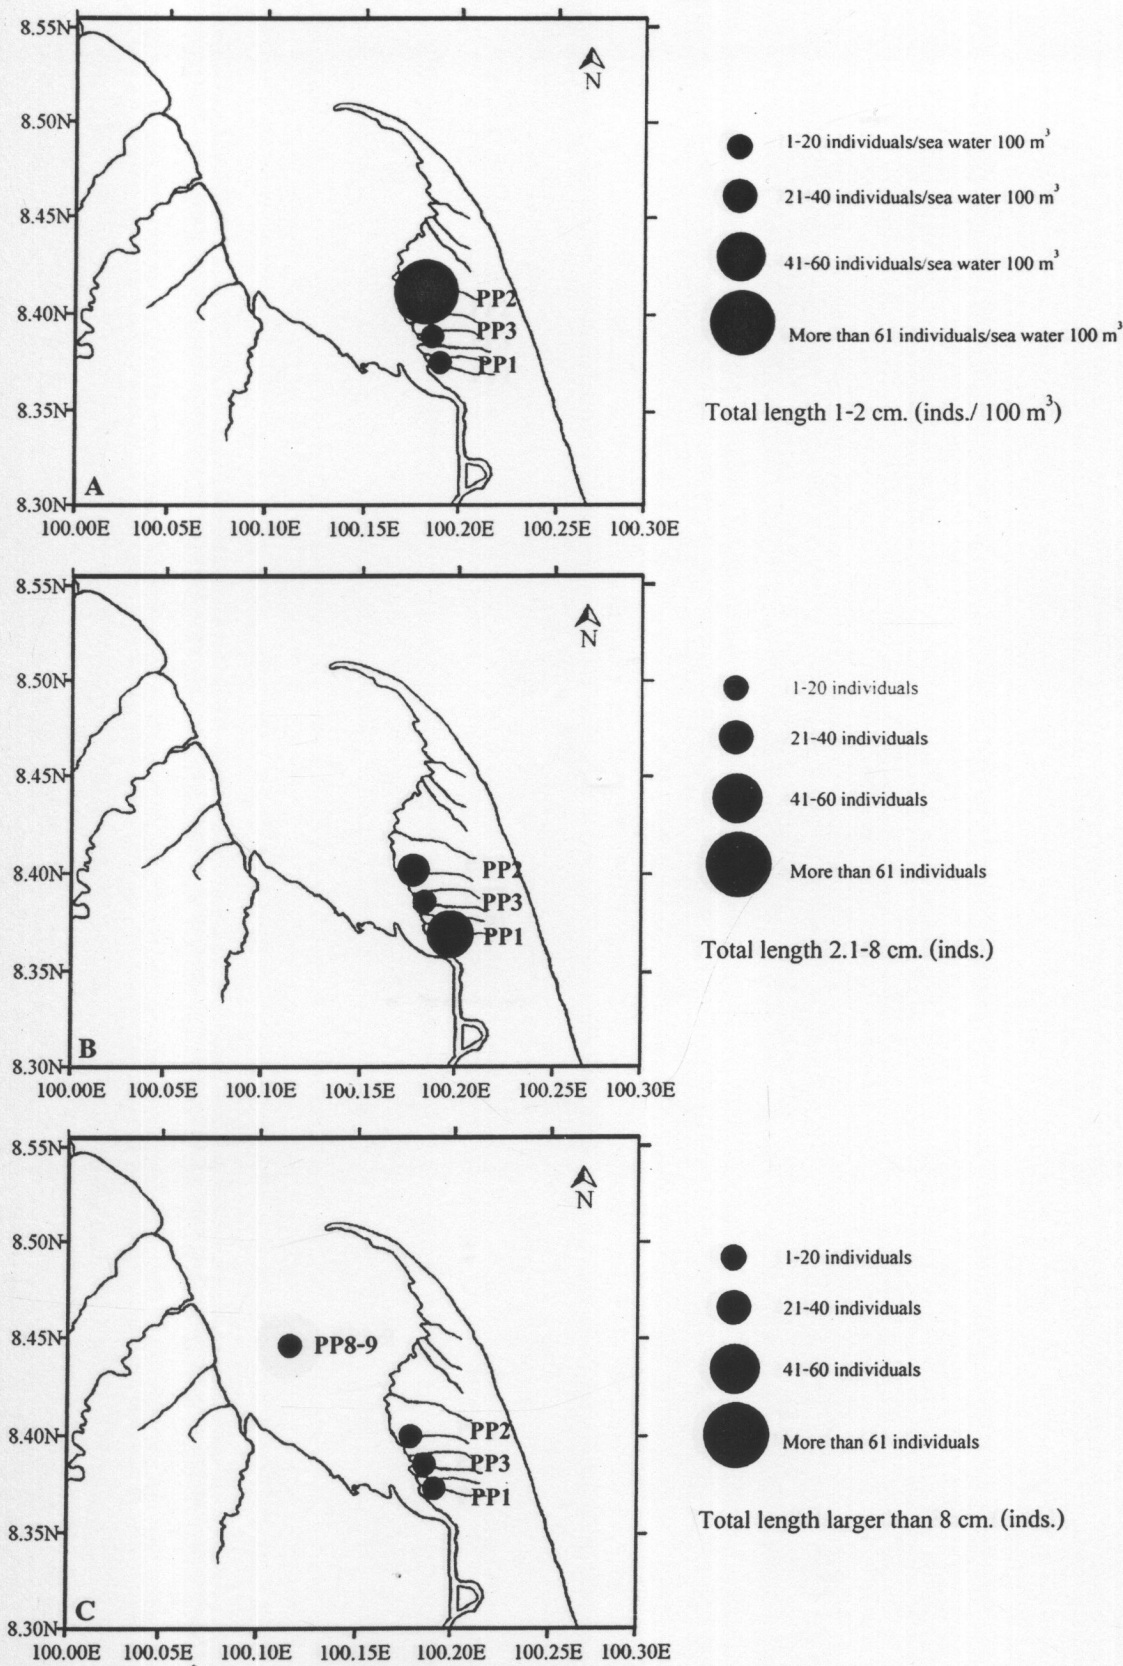 8.55N
N
8.50N
1-20 individuals/sea water 100 m³
21-40 individuals/sea water 100 m³
8.45N
41-60 individuals/sea water 100 m³
PP2
8.40N
PP3
More than 61 individuals/sea water 100 m³
PP1
8.35N
Total length 1-2 cm. (inds./ 100 m³)
A
8.30N
100.00E 100.05E 100.10E 100.15E 100.20E 100.25E 100.30E
8.55N
N
8.50N
1-20 individuals
21-40 individuals
8.45N
41-60 individuals
8.40N
PP2
More than 61 individuals
PP3
PP1
Total length 2.1-8 cm. (inds.)
8.35N
B
8.30N
100.00E 100.05E 100.10E 100.15E 100.20E 100.25E 100.30E
8.55N
N
8.50N
1-20 individuals
21-40 individuals
8.45N
PP8-9
41-60 individuals
PP2
8.40N
More than 61 individuals
PP3
PP1
8.35N
Total length larger than 8 cm. (inds.)
C
8.30N
100.00E 100.05E 100.10E 100.15E 100.20E 100.25E 100.30E